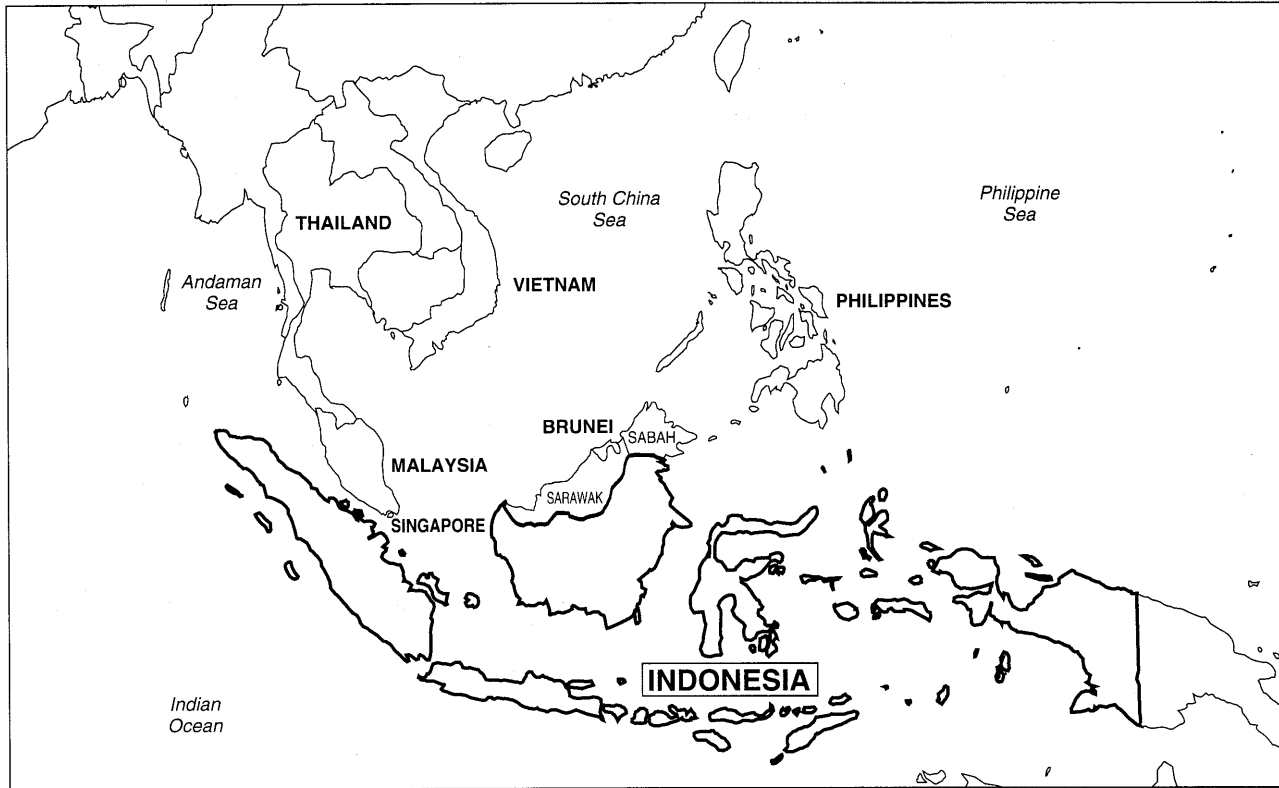 South China
Sea
Philippine
Sea
THAILAND
Andaman
Sea
VIETNAM
PHILIPPINES
BRUNEI
SABAH
MALAYSIA
SARAWAK
SINGAPORE
INDONESIA
Indian
Ocean